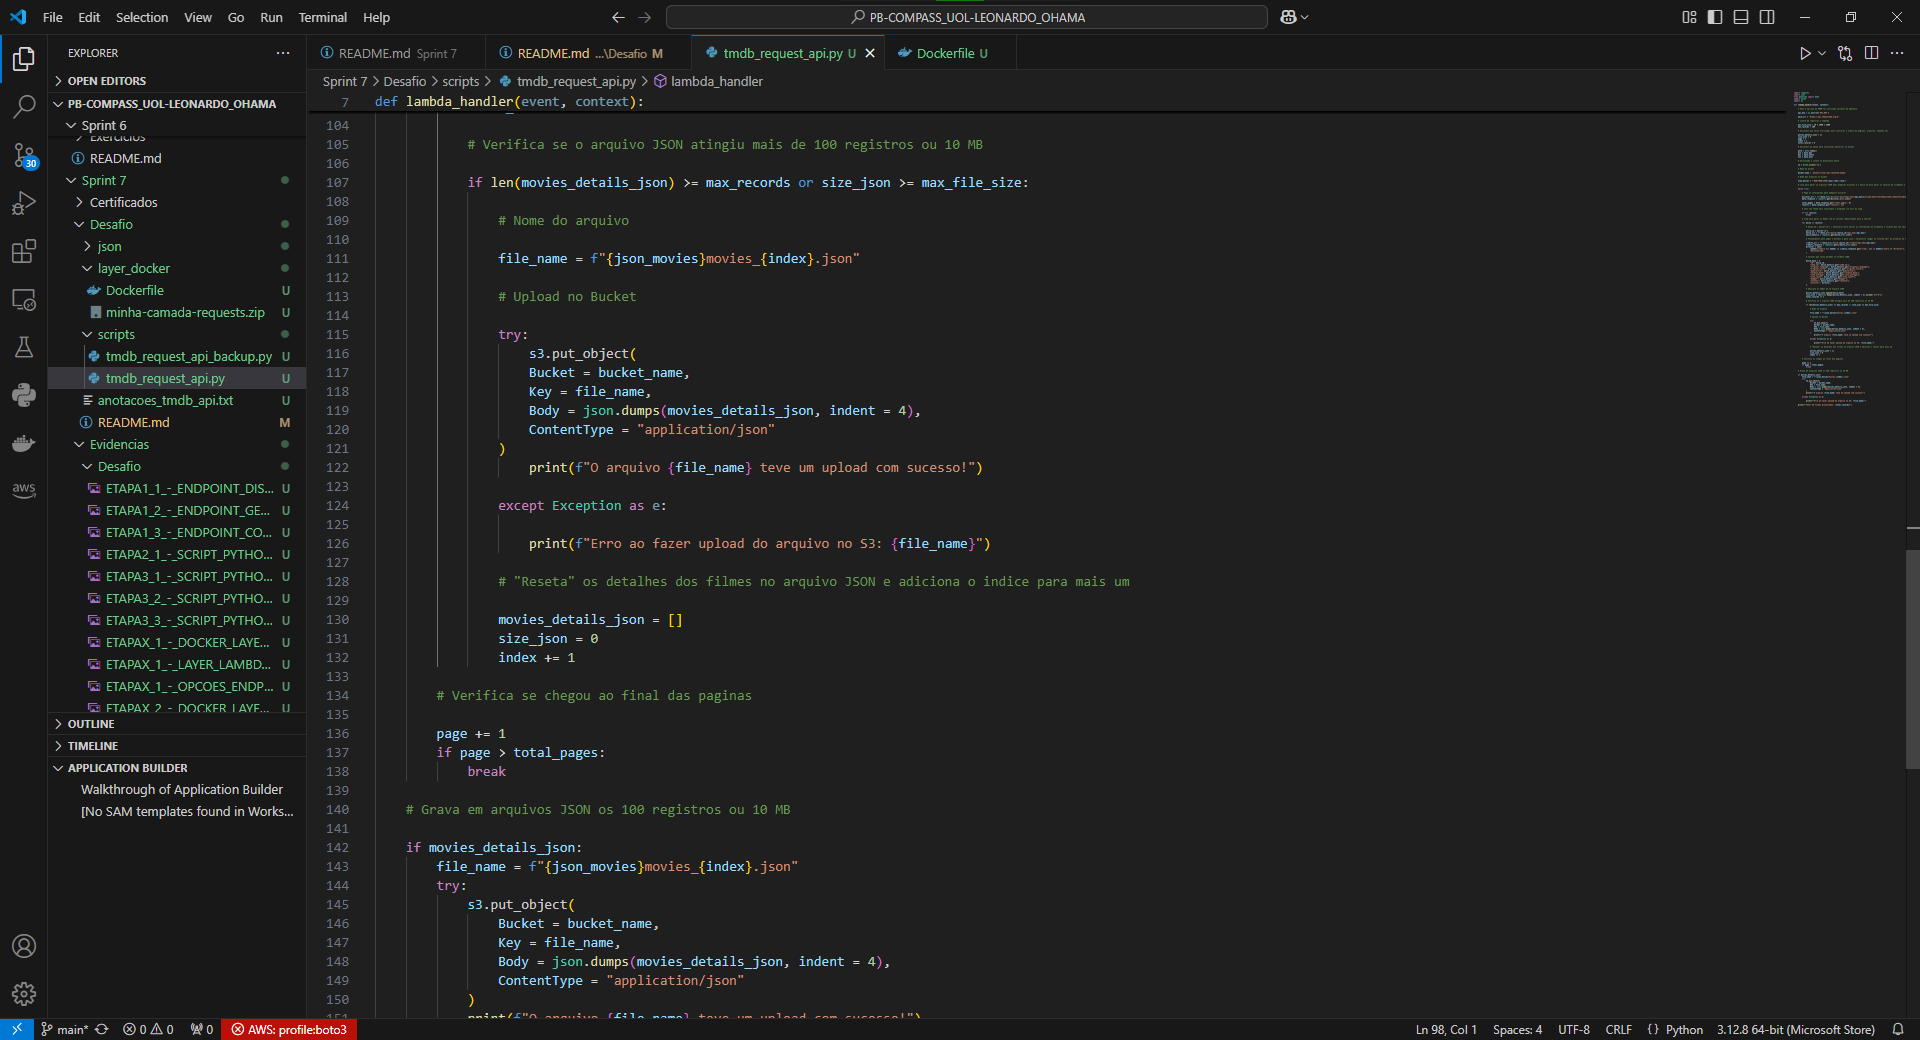 File Edit Selection View Go Run Terminal Help
PB-COMPASS_UOL-LEONARDO_OHAMA
EXPLORER
README.md Sprint 7
README.md ...\Desafio M
tmdb_request_api.py U
Dockerfile U
OPEN EDITORS
Sprint 7 > Desafio > scripts > tmdb_request_api.py > lambda_handler
PB-COMPASS_UOL-LEONARDO_OHAMA
Sprint 6
Exercicios
README.md
Sprint 7
Certificados
Desafio
json
layer_docker
Dockerfile U
minha-camada-requests.zip U
scripts
tmdb_request_api_backup.py U
tmdb_request_api.py U
anotacoes_tmdb_api.txt U
README.md M
Evidencias
Desafio
ETAPA1_1_-_ENDPOINT_DIS... U
ETAPA1_2_-_ENDPOINT_GE... U
ETAPA1_3_-_ENDPOINT_CO... U
ETAPA2_1_-_SCRIPT_PYTHO... U
ETAPA3_1_-_SCRIPT_PYTHO... U
ETAPA3_2_-_SCRIPT_PYTHO... U
ETAPA3_3_-_SCRIPT_PYTHO... U
ETAPAX_1_-_DOCKER_LAYE... U
ETAPAX_1_-_LAYER_LAMBD... U
ETAPAX_1_-_OPCOES_ENDP... U
ETAPAX_2_-_DOCKER_LAYE... U
OUTLINE
TIMELINE
APPLICATION BUILDER
Walkthrough of Application Builder
[No SAM templates found in Works...
30
aws
7 def lambda_handler(event, context):
104
105 # Verifica se o arquivo JSON atingiu mais de 100 registros ou 10 MB
106
107 if len(movies_details_json) >= max_records or size_json >= max_file_size:
108
109 # Nome do arquivo
110
111 file_name = f"{json_movies}movies_{index}.json"
112
113 # Upload no Bucket
114
115 try:
116 s3.put_object(
117 Bucket = bucket_name,
118 Key = file_name,
119 Body = json.dumps(movies_details_json, indent = 4),
120 ContentType = "application/json"
121 )
122 print(f"O arquivo {file_name} teve um upload com sucesso!")
123
124 except Exception as e:
125
126 print(f"Erro ao fazer upload do arquivo no S3: {file_name}")
127
128 # "Reseta" os detalhes dos filmes no arquivo JSON e adiciona o indice para mais um
129
130 movies_details_json = []
131 size_json = 0
132 index += 1
133
134 # Verifica se chegou ao final das paginas
135
136 page += 1
137 if page > total_pages:
138 break
139
140 # Grava em arquivos JSON os 100 registros ou 10 MB
141
142 if movies_details_json:
143 file_name = f"{json_movies}movies_{index}.json"
144 try:
145 s3.put_object(
146 Bucket = bucket_name,
147 Key = file_name,
148 Body = json.dumps(movies_details_json, indent = 4),
149 ContentType = "application/json"
150 )
151 print(f"O arquivo {file_name} teve um upload com sucesso!")
main* 0 0 0 AWS: profile:boto3
Ln 98, Col 1 Spaces: 4 UTF-8 CRLF {} Python 3.12.8 64-bit (Microsoft Store)